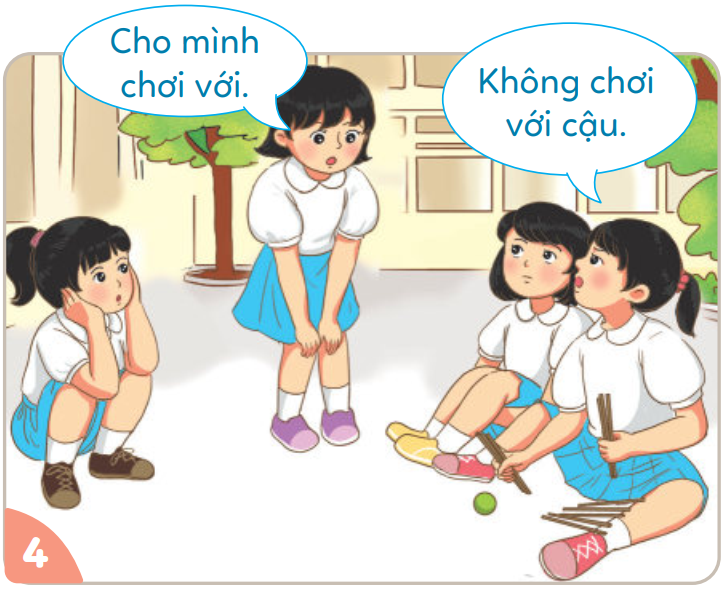 Cho mình
chơi với.
Không chơi
với cậu.
4